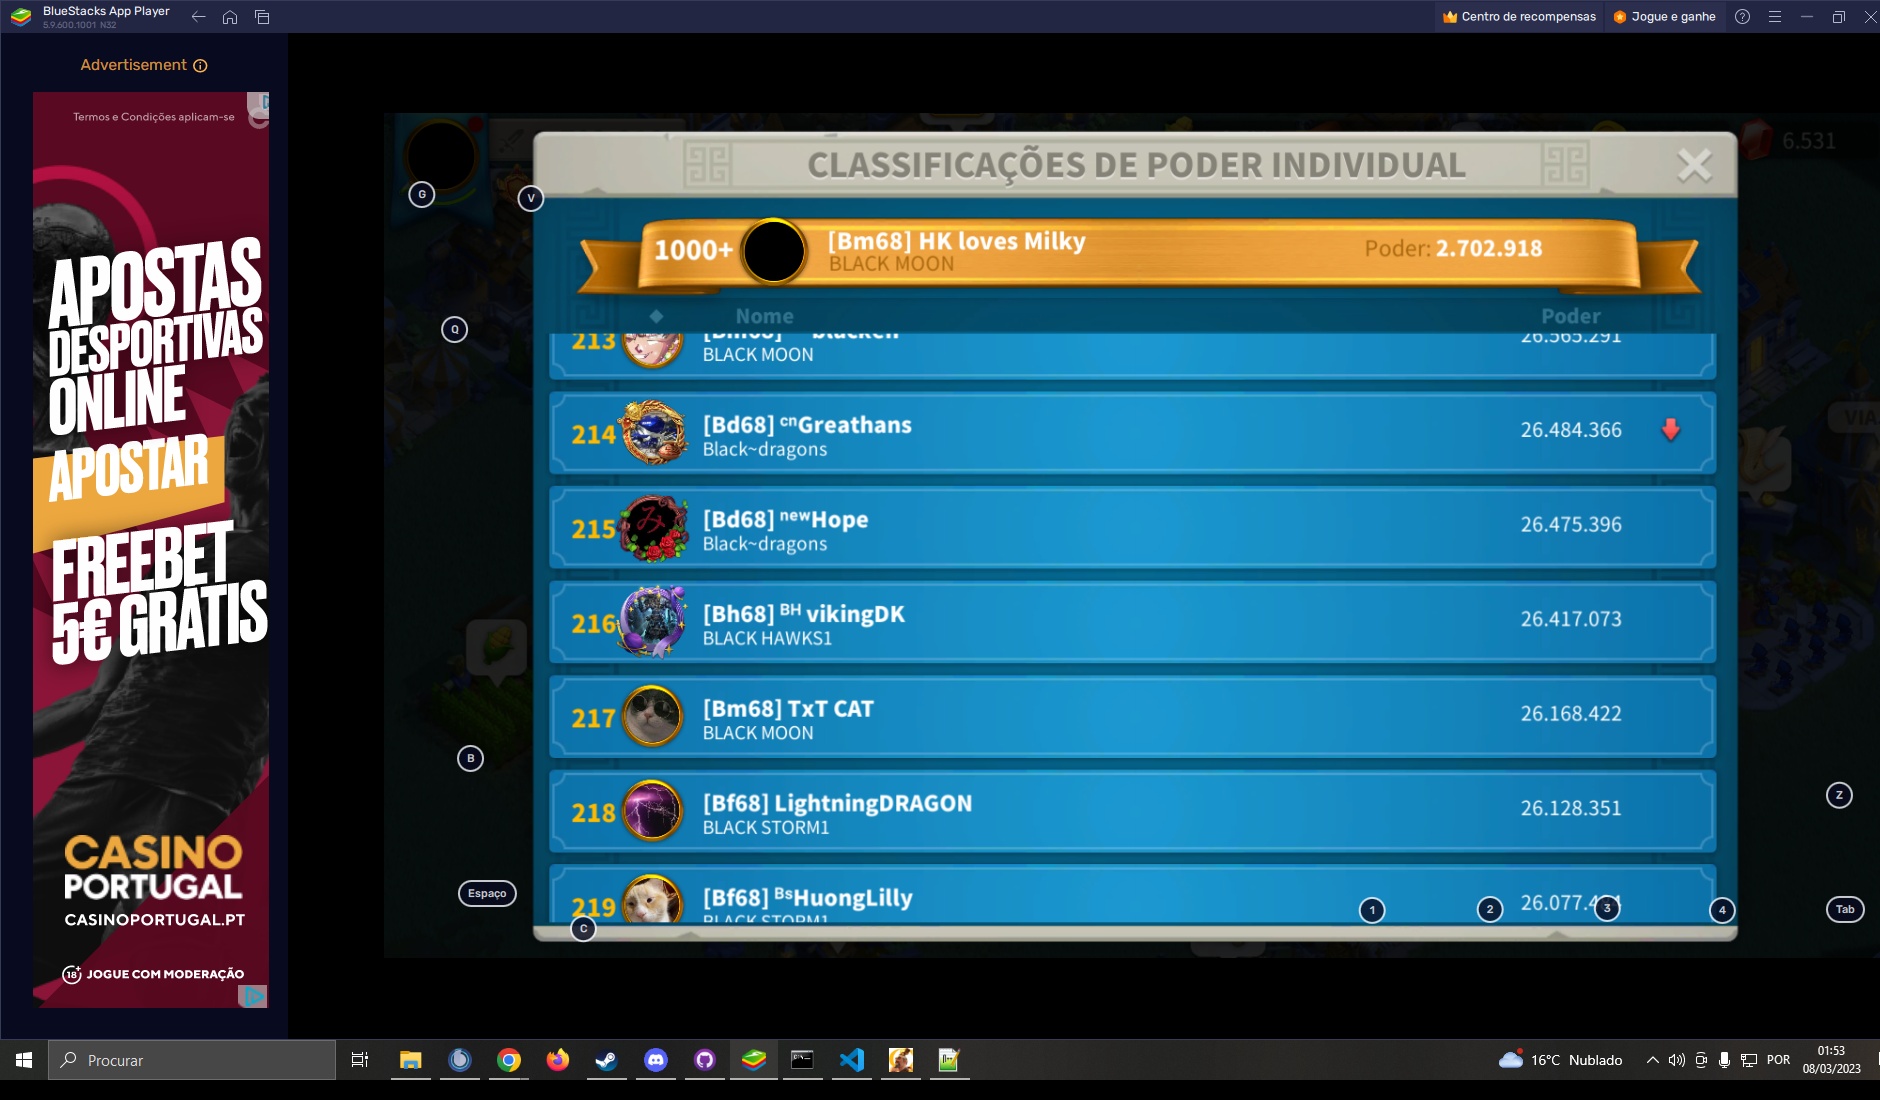 BlueStacks App Player
5.9.600.1001 N32
Centro de recompensas
Jogue e ganhe
Advertisement
Termos e Condições aplicam-se
APOSTAS
DESPORTIVAS
ONLINE
APOSTAR
FREEBET
5€ GRÁTIS
CASINO
PORTUGAL
CASINOPORTUGAL.PT
18+ JOGUE COM MODERAÇÃO
6.531
CLASSIFICAÇÕES DE PODER INDIVIDUAL
G
V
1000+ [Bm68] HK loves Milky Poder: 2.702.918
BLACK MOON
Nome Poder
Q
213 26.565.291
BLACK MOON
214 [Bd68] ᶜⁿGreathans 26.484.366
Black~dragons
VIA
215 [Bd68] ⁿᵉʷHope 26.475.396
Black~dragons
216 [Bh68] ᴮᴴ vikingDK 26.417.073
BLACK HAWKS1
217 [Bm68] TxT CAT 26.168.422
BLACK MOON
B
218 [Bf68] LightningDRAGON 26.128.351
BLACK STORM1
Z
219 [Bf68] ᴮˢHuongLilly
BLACK STORM1
Espaço
C
1
2
3
4
Tab
Procurar
16°C Nublado
POR
01:53
08/03/2023